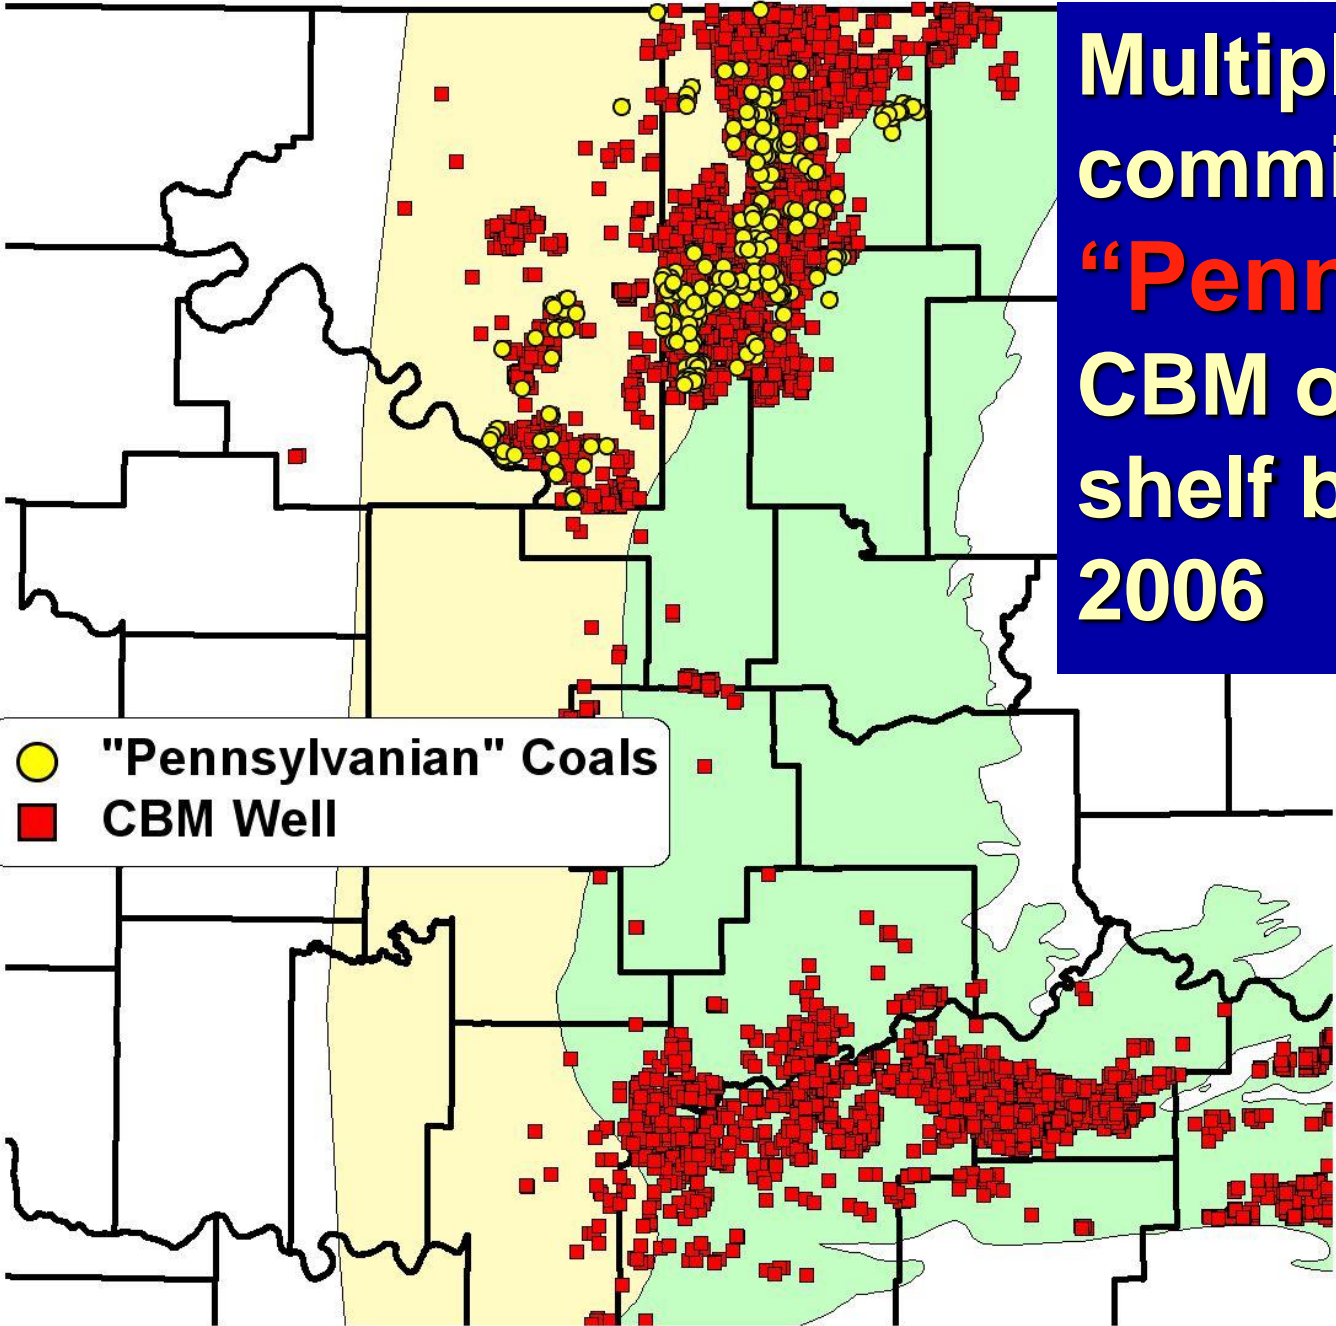 Multipl
commi
“Penn
CBM o
shelf b
2006
"Pennsylvanian" Coals
CBM Well